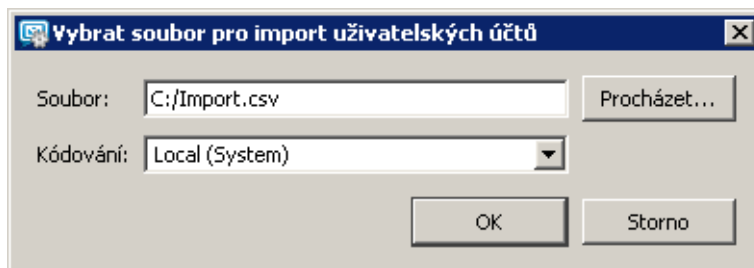 Vybrat soubor pro import uživatelských účtů
Soubor: C:/Import.csv Procházet...
Kódování: Local (System)
OK Storno